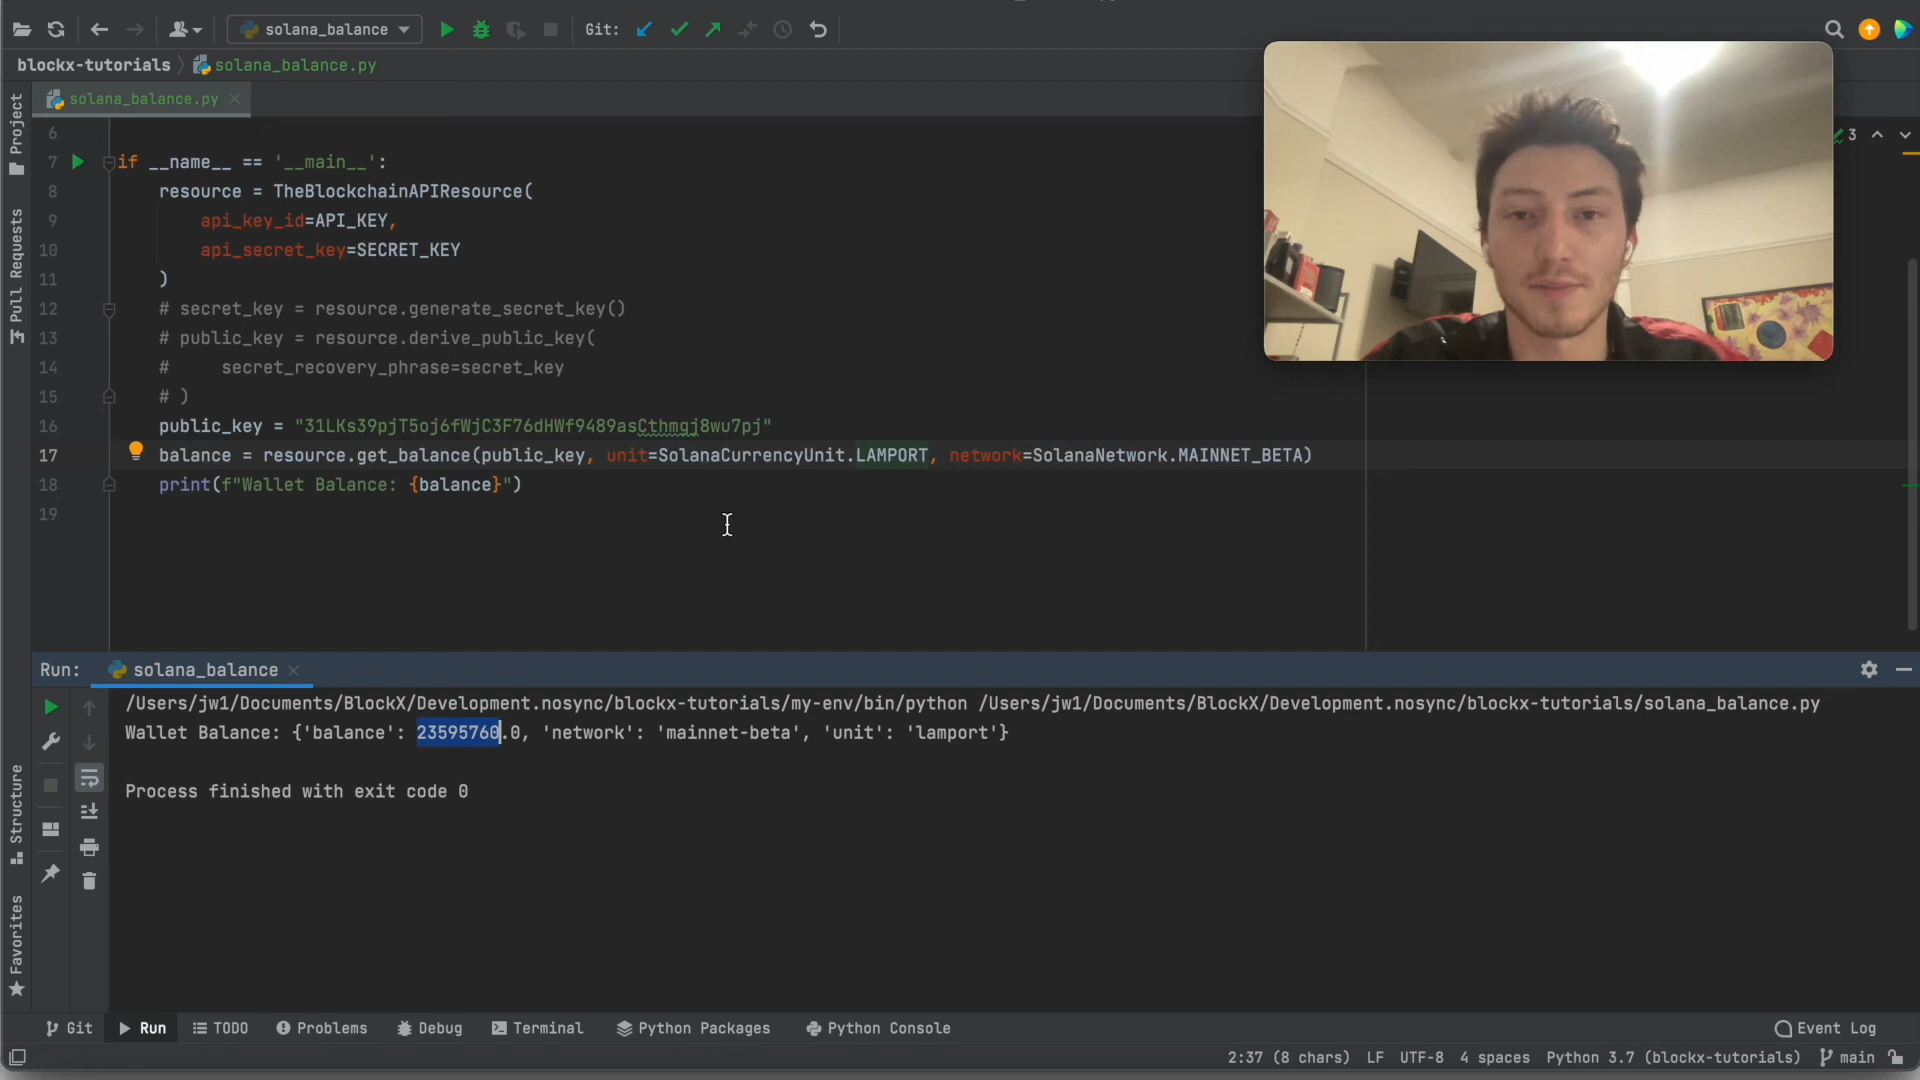 solana_balance
Git:
blockx-tutorials
solana_balance.py
Project
Pull Requests
Structure
Favorites
solana_balance.py
3
6
7 if __name__ == '__main__':
8 resource = TheBlockchainAPIResource(
9 api_key_id=API_KEY,
10 api_secret_key=SECRET_KEY
11 )
12 # secret_key = resource.generate_secret_key()
13 # public_key = resource.derive_public_key(
14 # secret_recovery_phrase=secret_key
15 # )
16 public_key = "31LKs39pjT5oj6fWjC3F76dHWf9489asCthmgj8wu7pj"
17 balance = resource.get_balance(public_key, unit=SolanaCurrencyUnit.LAMPORT, network=SolanaNetwork.MAINNET_BETA)
18 print(f"Wallet Balance: {balance}")
19
Run: solana_balance
/Users/jw1/Documents/BlockX/Development.nosync/blockx-tutorials/my-env/bin/python /Users/jw1/Documents/BlockX/Development.nosync/blockx-tutorials/solana_balance.py
Wallet Balance: {'balance': 23595760.0, 'network': 'mainnet-beta', 'unit': 'lamport'}
Process finished with exit code 0
Git Run TODO Problems Debug Terminal Python Packages Python Console Event Log
2:37 (8 chars) LF UTF-8 4 spaces Python 3.7 (blockx-tutorials) main